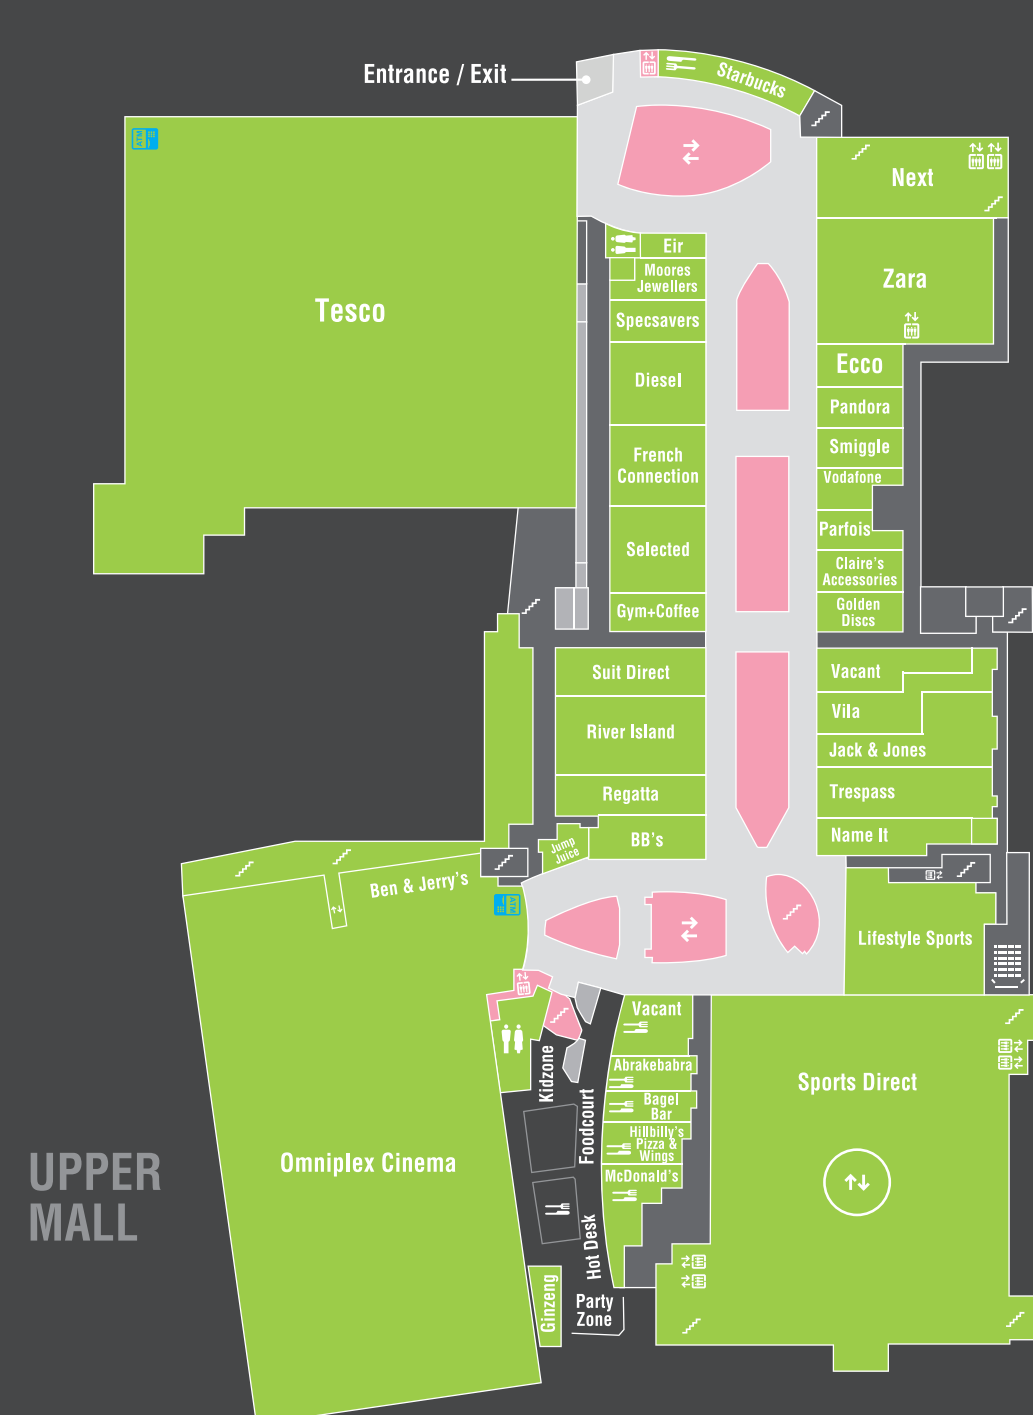 Entrance / Exit
Starbucks
ATM
Next
Eir
Moores
Jewellers
Zara
Tesco
Specsavers
Ecco
Diesel
Pandora
Smiggle
French
Connection
Vodafone
Parfois
Selected
Claire's
Accessories
Gym+Coffee
Golden
Discs
Suit Direct
Vacant
Vila
River Island
Jack & Jones
Regatta
Trespass
BB's
Name It
Jump
Juice
Ben & Jerry's
ATM
Lifestyle Sports
Vacant
Kidzone
Abrakebabra
Sports Direct
Bagel
Bar
Foodcourt
Hillbilly's
Pizza &
Wings
Omniplex Cinema
McDonald's
UPPER
MALL
Hot Desk
Ginzeng
Party
Zone